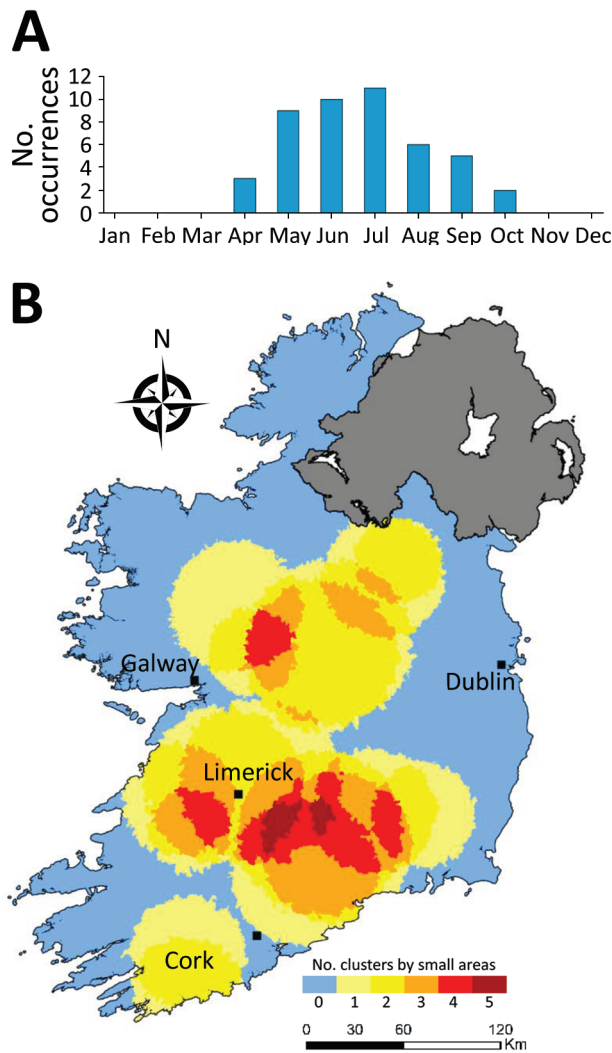 A
No.
occurrences
12
10
8
6
4
2
0
Jan Feb Mar Apr May Jun Jul Aug Sep Oct Nov Dec
B
N
Galway
Dublin
Limerick
Cork
No. clusters by small areas
0 1 2 3 4 5
0 30 60 120
Km